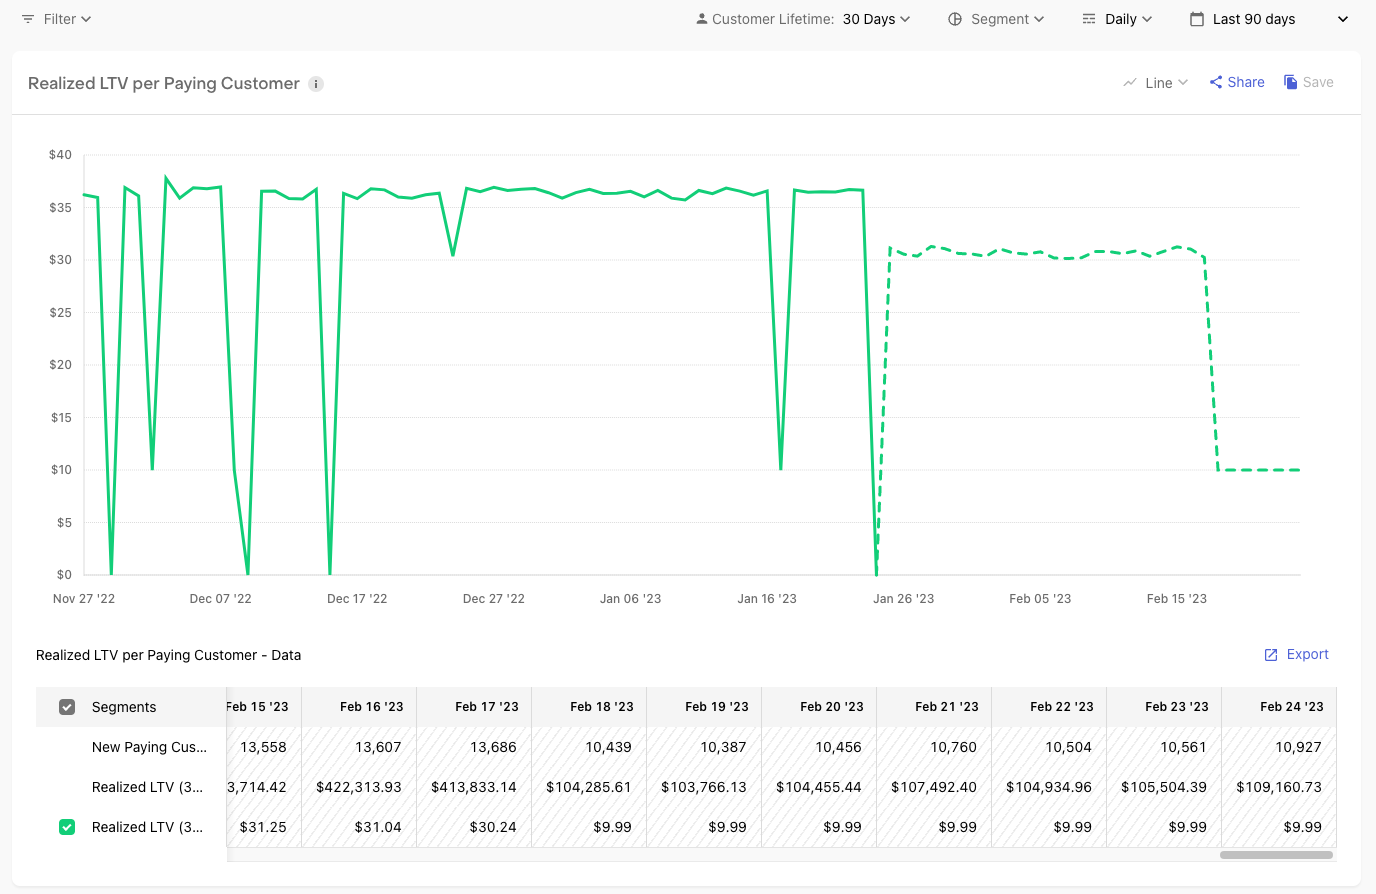 Filter Customer Lifetime: 30 Days Segment Daily Last 90 days
Realized LTV per Paying Customer i Line Share Save
$40
$35
$30
$25
$20
$15
$10
$5
$0
Nov 27 '22 Dec 07 '22 Dec 17 '22 Dec 27 '22 Jan 06 '23 Jan 16 '23 Jan 26 '23 Feb 05 '23 Feb 15 '23
Realized LTV per Paying Customer - Data Export
Segments Feb 15 '23 Feb 16 '23 Feb 17 '23 Feb 18 '23 Feb 19 '23 Feb 20 '23 Feb 21 '23 Feb 22 '23 Feb 23 '23 Feb 24 '23
New Paying Cus... 13,558 13,607 13,686 10,439 10,387 10,456 10,760 10,504 10,561 10,927
Realized LTV (3... 3,714.42 $422,313.93 $413,833.14 $104,285.61 $103,766.13 $104,455.44 $107,492.40 $104,934.96 $105,504.39 $109,160.73
Realized LTV (3... $31.25 $31.04 $30.24 $9.99 $9.99 $9.99 $9.99 $9.99 $9.99 $9.99